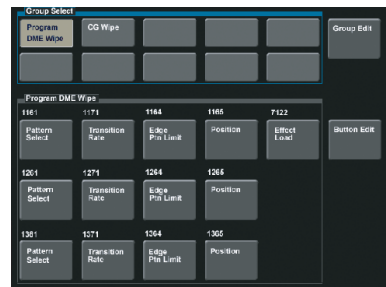 Group Select
Program DME Wipe
CG Wipe
Group Edit
Program DME Wipe
1161 1171 1164 1165 7122
Pattern Select
Transition Rate
Edge Ptn Limit
Position
Effect Load
Button Edit
1261 1271 1264 1265
Pattern Select
Transition Rate
Edge Ptn Limit
Position
1361 1371 1364 1365
Pattern Select
Transition Rate
Edge Ptn Limit
Position